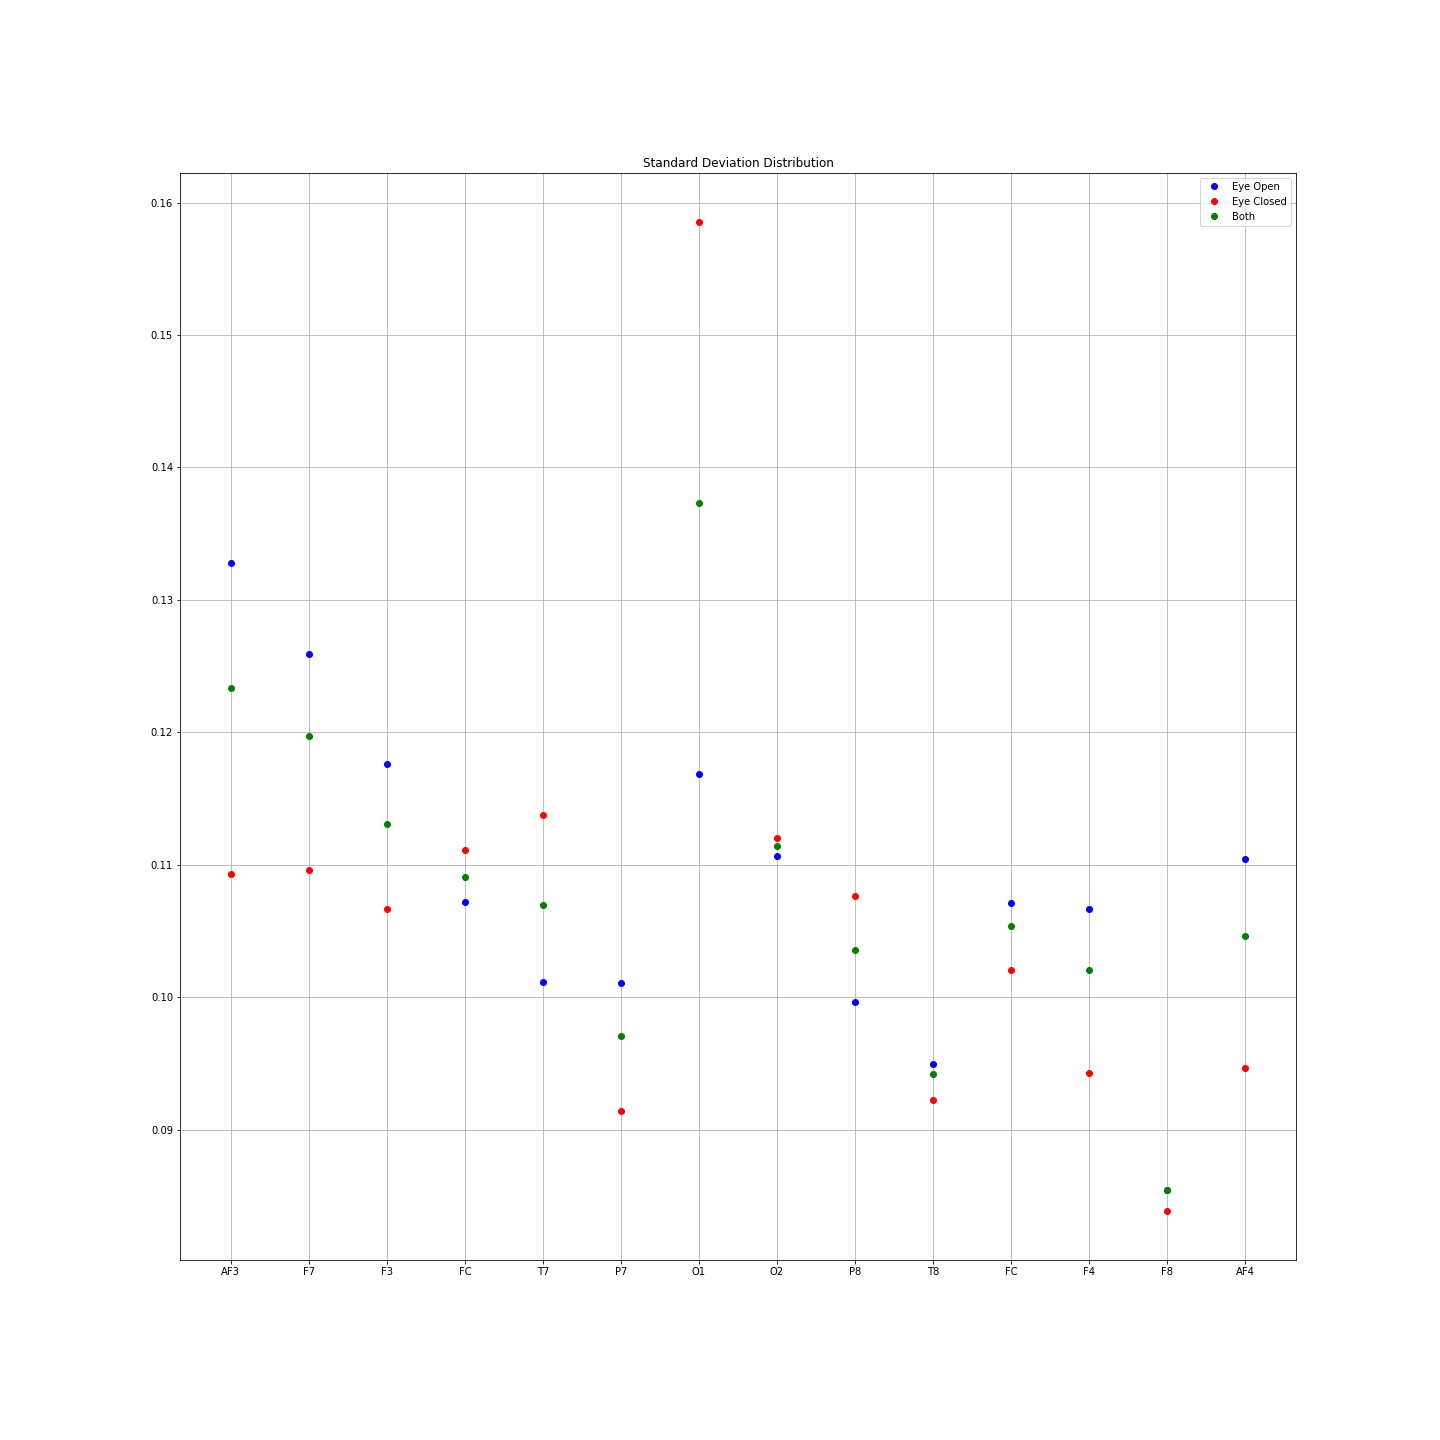 Standard Deviation Distribution
Eye Open
Eye Closed
Both
0.16
0.15
0.14
0.13
0.12
0.11
0.10
0.09
AF3 F7 F3 FC T7 P7 O1 O2 P8 T8 FC F4 F8 AF4